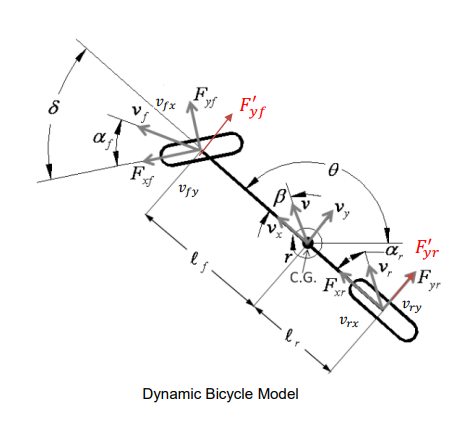 δ
v_f
v_fx
F_yf
F'_yf
α_f
F_xf
v_fy
θ
β
v
v_y
v_x
r
C.G.
α_r
F'_yr
v_r
F_yr
F_xr
v_ry
v_rx
ℓ_f
ℓ_r
Dynamic Bicycle Model